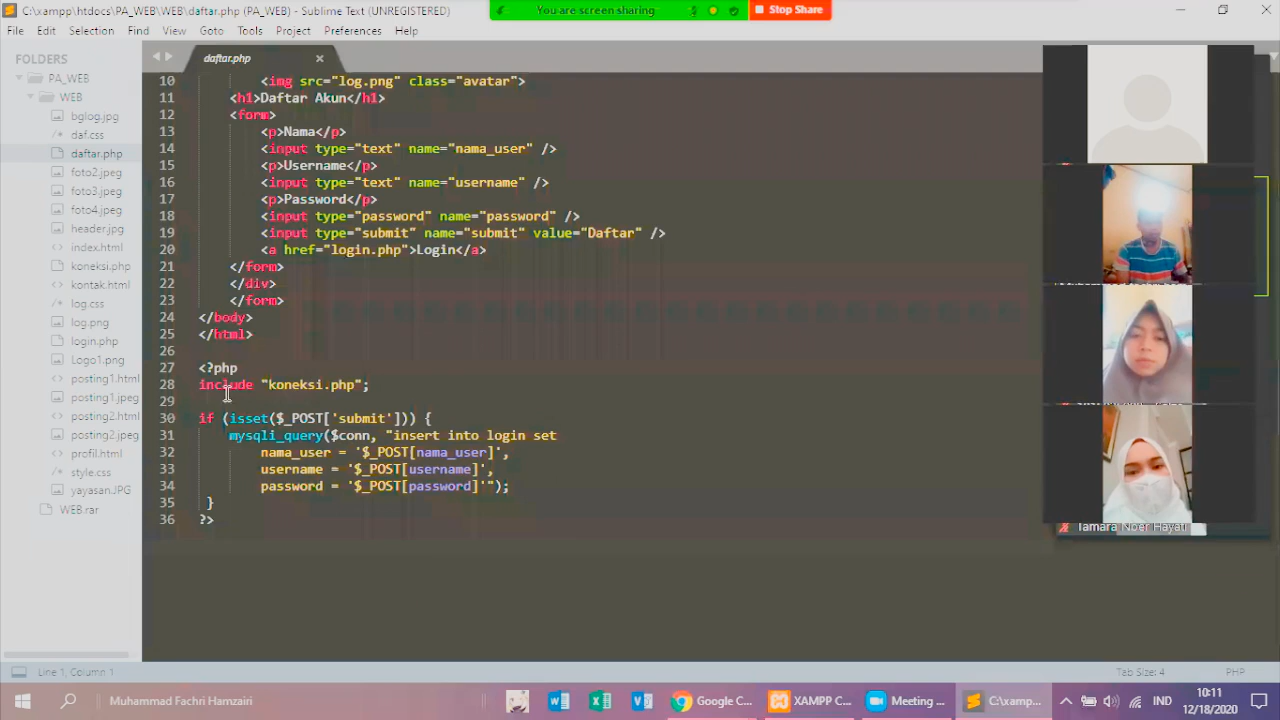 C:\xampp\htdocs\PA_WEB\WEB\daftar.php (PA_WEB) - Sublime Text (UNREGISTERED)
You are screen sharing
Stop Share
File Edit Selection Find View Goto Tools Project Preferences Help
FOLDERS
PA_WEB
WEB
bglog.jpg
daf.css
daftar.php
foto2.jpeg
foto3.jpeg
foto4.jpeg
header.jpg
index.html
koneksi.php
kontak.html
log.css
log.png
login.php
Logo1.png
posting1.html
posting1.jpeg
posting2.html
posting2.jpeg
profil.html
style.css
yayasan.JPG
WEB.rar
daftar.php
10 <img src="log.png" class="avatar">
11 <h1>Daftar Akun</h1>
12 <form>
13 <p>Nama</p>
14 <input type="text" name="nama_user" />
15 <p>Username</p>
16 <input type="text" name="username" />
17 <p>Password</p>
18 <input type="password" name="password" />
19 <input type="submit" name="submit" value="Daftar" />
20 <a href="login.php">Login</a>
21 </form>
22 </div>
23 </form>
24 </body>
25 </html>
26
27 <?php
28 include "koneksi.php";
29
30 if (isset($_POST['submit'])) {
31 mysqli_query($conn, "insert into login set
32 nama_user = '$_POST[nama_user]',
33 username = '$_POST[username]',
34 password = '$_POST[password]'");
35 }
36 ?>
Tamara Nber Hayati
Line 1, Column 1
Tab Size: 4
PHP
Muhammad Fachri Hamzairi
Google C...
XAMPP C...
Meeting ...
C:\xamp...
IND
10:11
12/18/2020